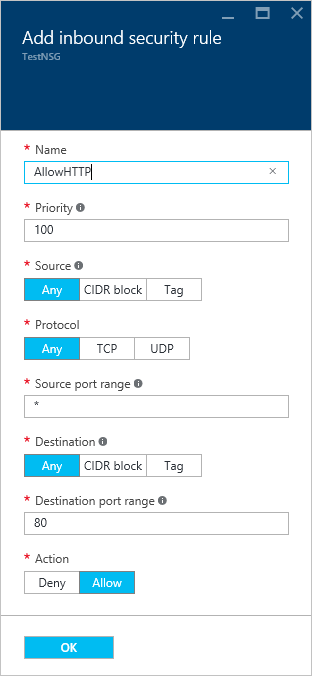 Add inbound security rule
TestNSG
* Name
AllowHTTP
* Priority
100
* Source
Any CIDR block Tag
* Protocol
Any TCP UDP
* Source port range
*
* Destination
Any CIDR block Tag
* Destination port range
80
* Action
Deny Allow
OK